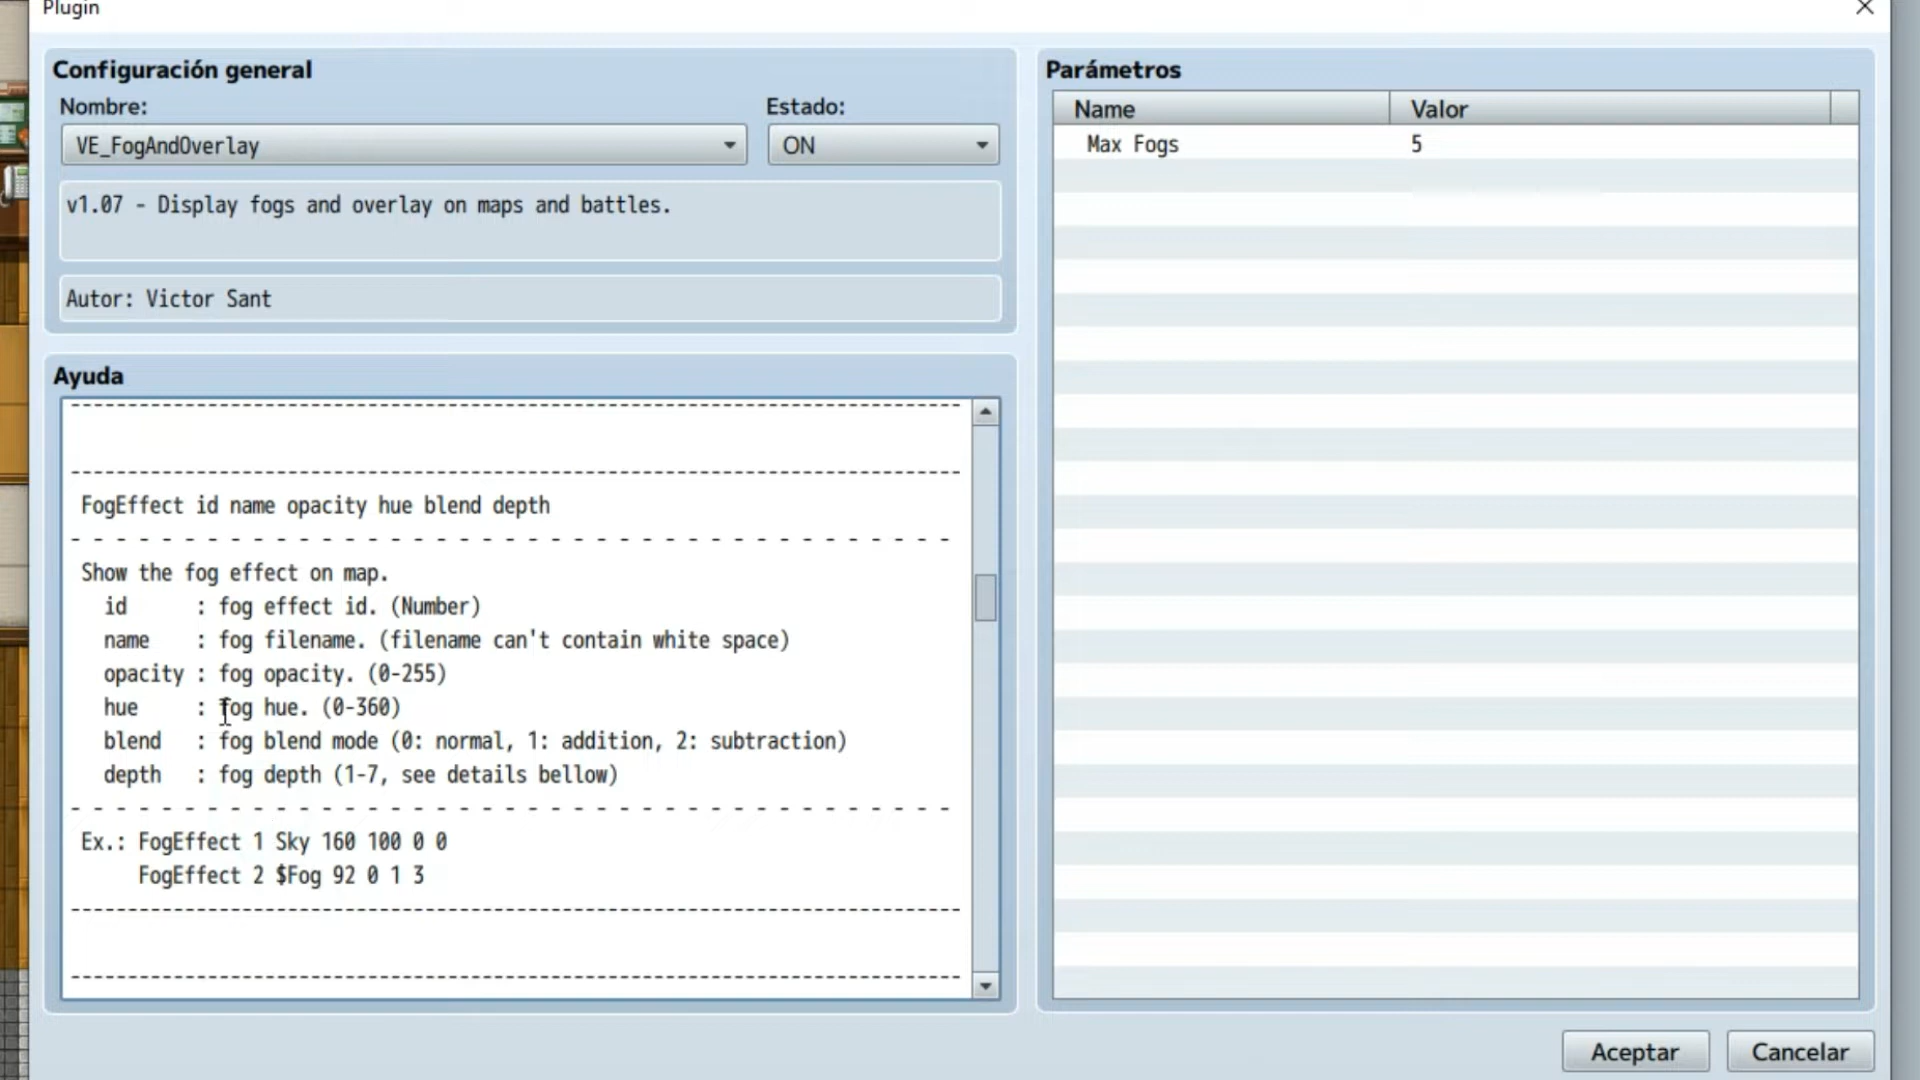 Plugin
Configuración general
Nombre:
Estado:
VE_FogAndOverlay
ON
v1.07 - Display fogs and overlay on maps and battles.
Autor: Victor Sant
Ayuda
--------------------------------------------------------------------------------
--------------------------------------------------------------------------------
FogEffect id name opacity hue blend depth
- - - - - - - - - - - - - - - - - - - - - - - - - - - - - - - - - - - - - - -
Show the fog effect on map.
id : fog effect id. (Number)
name : fog filename. (filename can't contain white space)
opacity : fog opacity. (0-255)
hue : fog hue. (0-360)
blend : fog blend mode (0: normal, 1: addition, 2: subtraction)
depth : fog depth (1-7, see details bellow)
- - - - - - - - - - - - - - - - - - - - - - - - - - - - - - - - - - - - - - -
Ex.: FogEffect 1 Sky 160 100 0 0
FogEffect 2 $Fog 92 0 1 3
--------------------------------------------------------------------------------
--------------------------------------------------------------------------------
Parámetros
Name Valor
Max Fogs 5
Aceptar
Cancelar